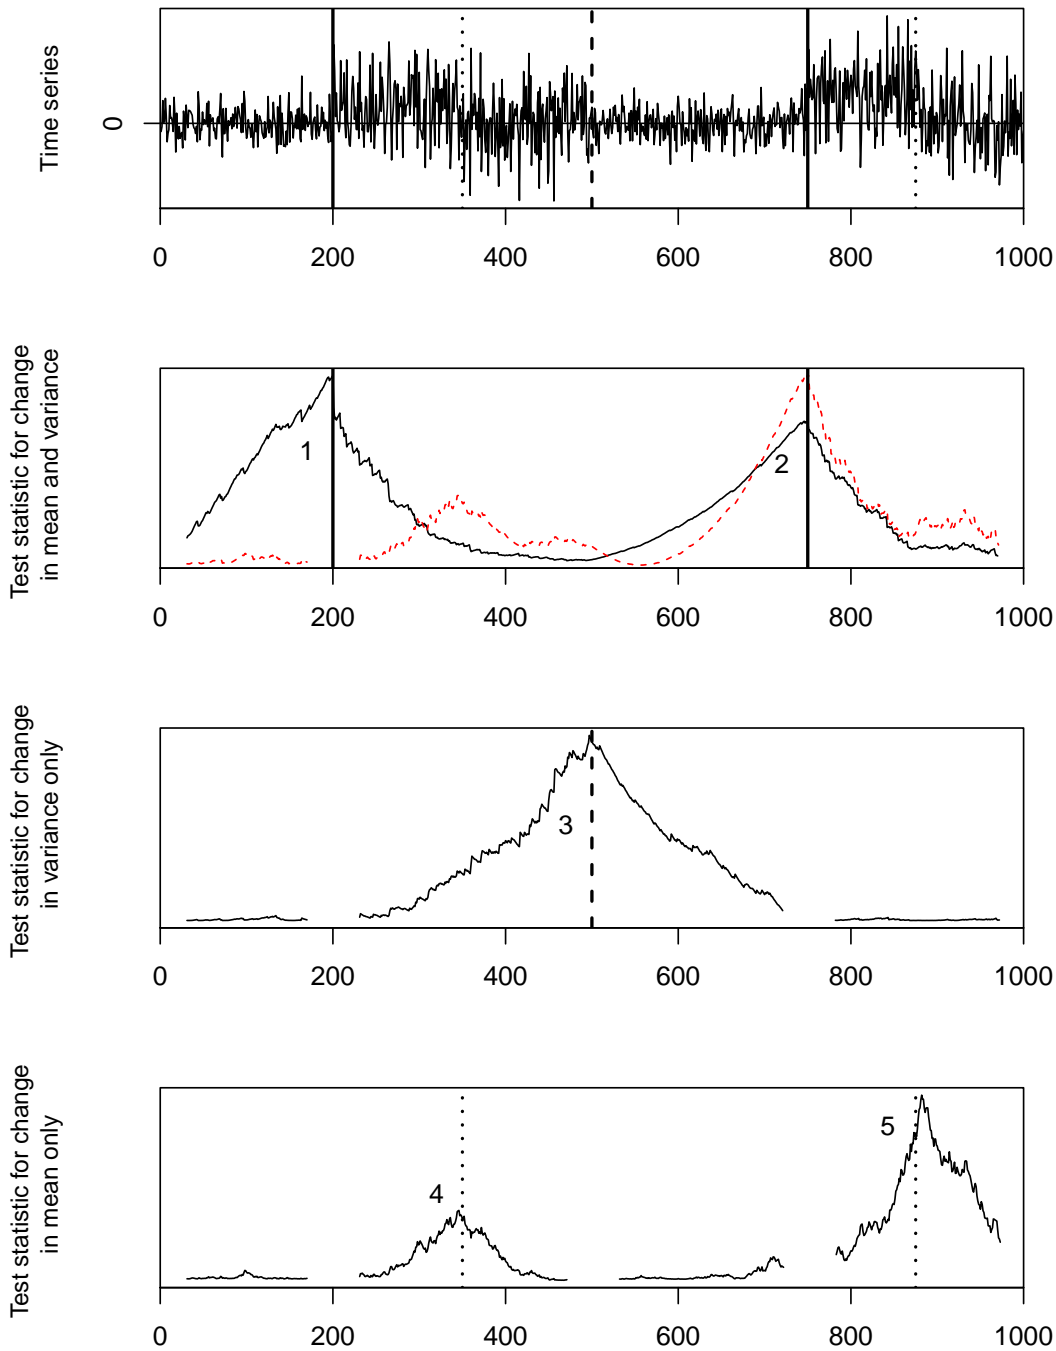 Time series
0
0 200 400 600 800 1000
Test statistic for change
in mean and variance
1
2
0 200 400 600 800 1000
Test statistic for change
in variance only
3
0 200 400 600 800 1000
Test statistic for change
in mean only
4
5
0 200 400 600 800 1000